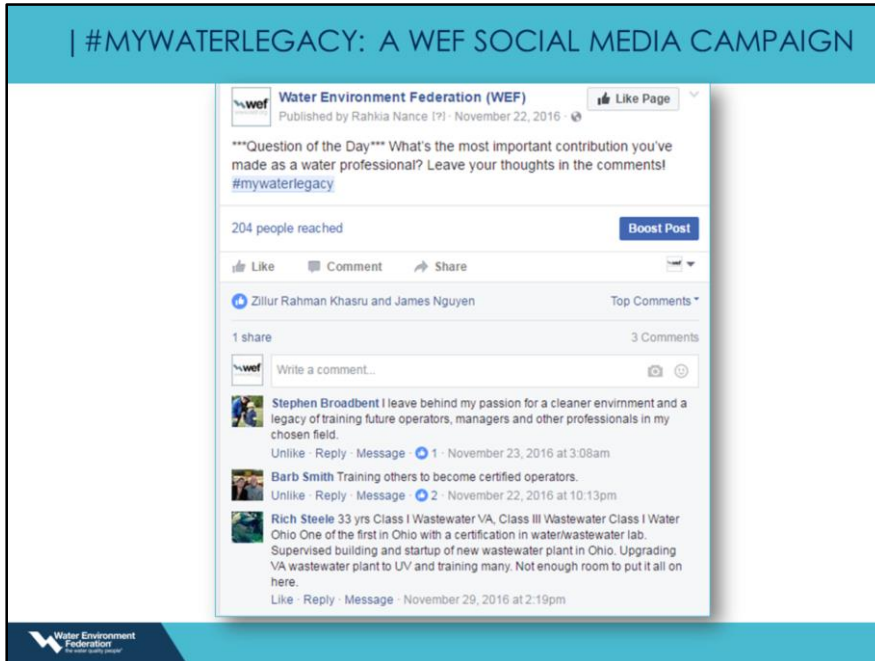 | #MYWATERLEGACY: A WEF SOCIAL MEDIA CAMPAIGN
wef
Water Environment Federation (WEF)
Like Page
Published by Rahkia Nance [?] · November 22, 2016 ·
***Question of the Day*** What's the most important contribution you've
made as a water professional? Leave your thoughts in the comments!
#mywaterlegacy
204 people reached
Boost Post
Like Comment Share
Zillur Rahman Khasru and James Nguyen
Top Comments
1 share
3 Comments
wef
Write a comment...
Stephen Broadbent I leave behind my passion for a cleaner envirnment and a
legacy of training future operators, managers and other professionals in my
chosen field.
Unlike · Reply · Message · 1 · November 23, 2016 at 3:08am
Barb Smith Training others to become certified operators.
Unlike · Reply · Message · 2 · November 22, 2016 at 10:13pm
Rich Steele 33 yrs Class I Wastewater VA, Class III Wastewater Class I Water
Ohio One of the first in Ohio with a certification in water/wastewater lab.
Supervised building and startup of new wastewater plant in Ohio. Upgrading
VA wastewater plant to UV and training many. Not enough room to put it all on
here.
Like · Reply · Message · November 29, 2016 at 2:19pm
Water Environment
Federation
the water quality people